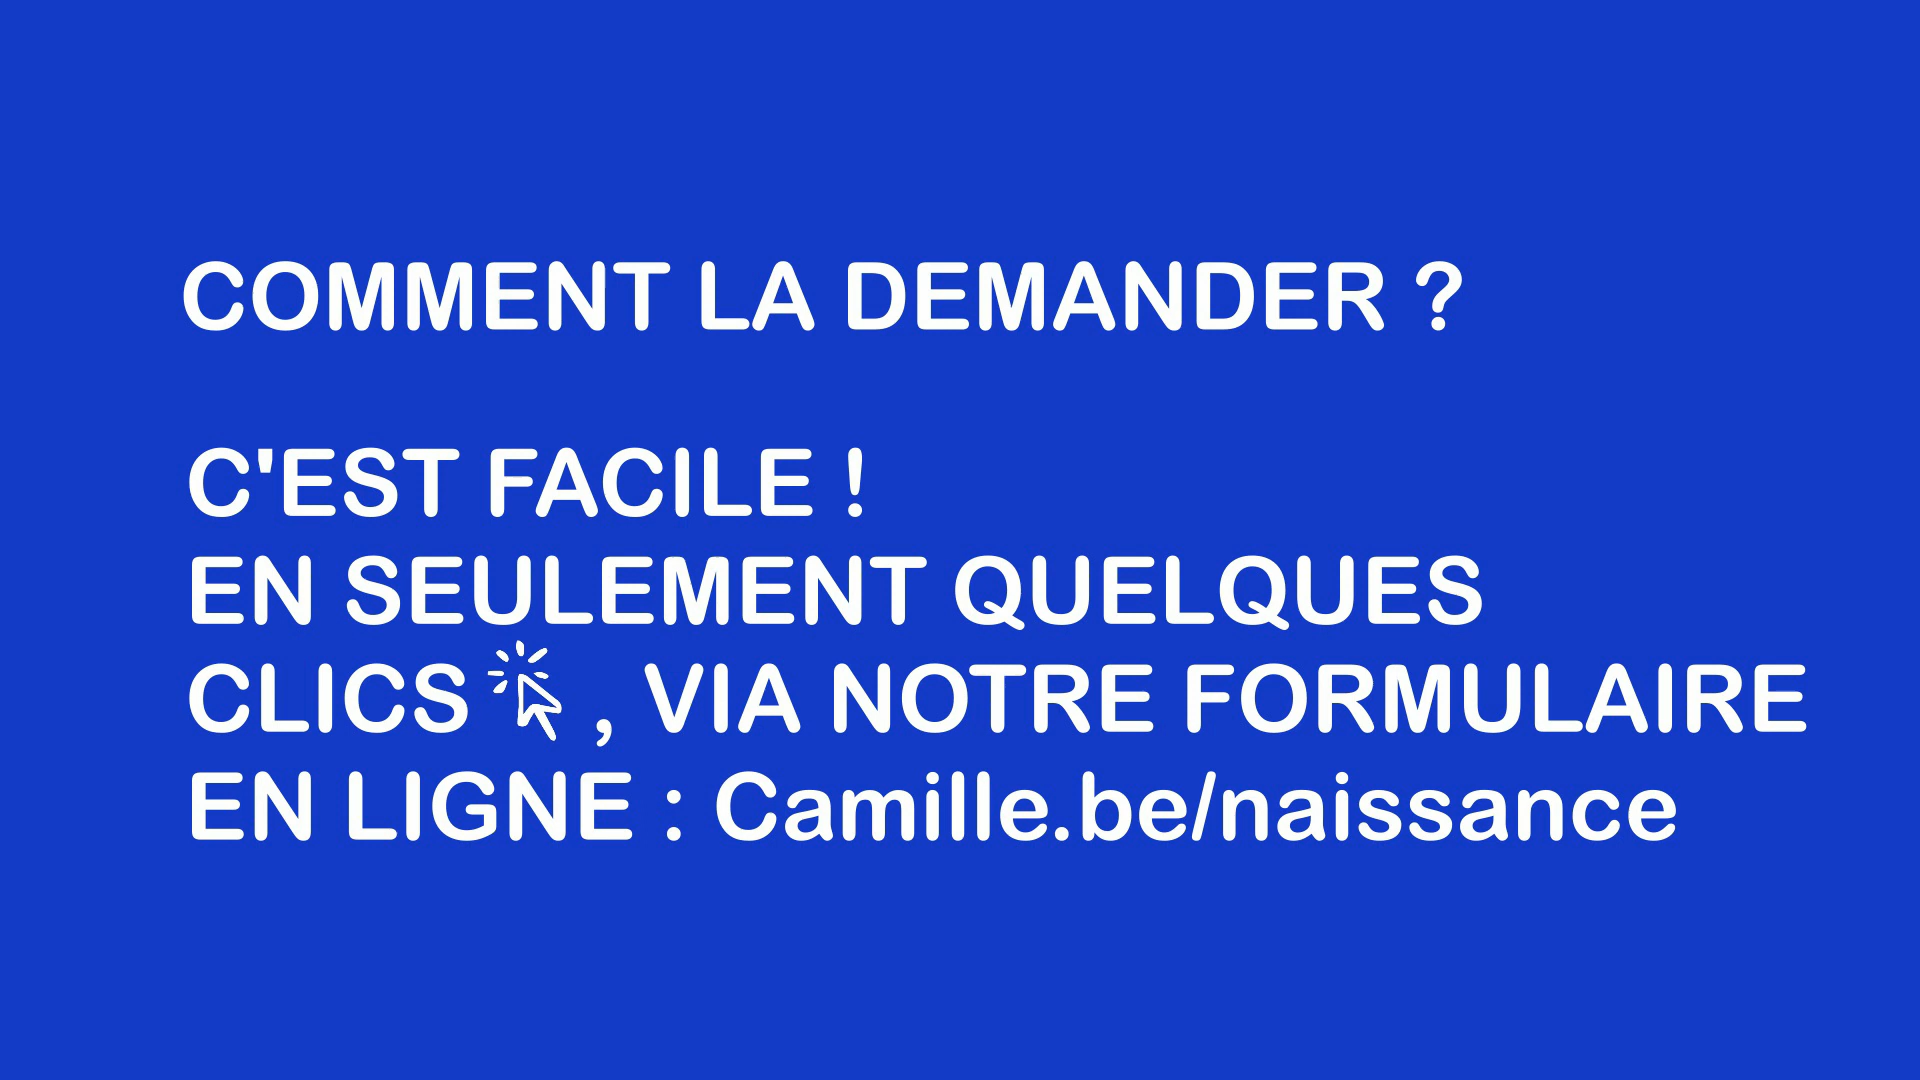 COMMENT LA DEMANDER ?
C'EST FACILE !
EN SEULEMENT QUELQUES
CLICS , VIA NOTRE FORMULAIRE
EN LIGNE : Camille.be/naissance